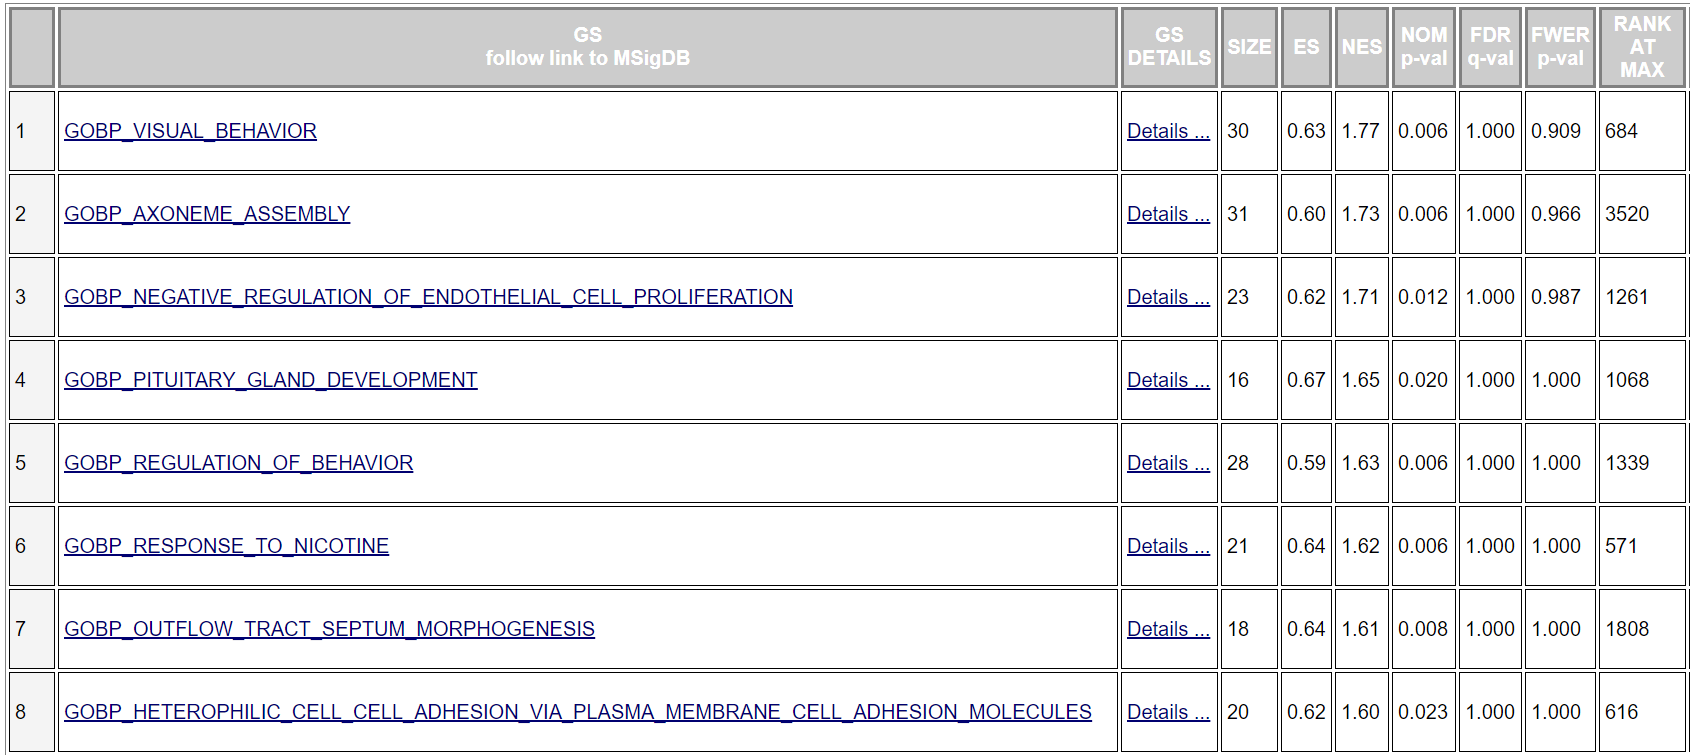 GS
follow link to MSigDB
GS
DETAILS
SIZE
ES
NES
NOM
p-val
FDR
q-val
FWER
p-val
RANK
AT
MAX
1 GOBP_VISUAL_BEHAVIOR Details ... 30 0.63 1.77 0.006 1.000 0.909 684
2 GOBP_AXONEME_ASSEMBLY Details ... 31 0.60 1.73 0.006 1.000 0.966 3520
3 GOBP_NEGATIVE_REGULATION_OF_ENDOTHELIAL_CELL_PROLIFERATION Details ... 23 0.62 1.71 0.012 1.000 0.987 1261
4 GOBP_PITUITARY_GLAND_DEVELOPMENT Details ... 16 0.67 1.65 0.020 1.000 1.000 1068
5 GOBP_REGULATION_OF_BEHAVIOR Details ... 28 0.59 1.63 0.006 1.000 1.000 1339
6 GOBP_RESPONSE_TO_NICOTINE Details ... 21 0.64 1.62 0.006 1.000 1.000 571
7 GOBP_OUTFLOW_TRACT_SEPTUM_MORPHOGENESIS Details ... 18 0.64 1.61 0.008 1.000 1.000 1808
8 GOBP_HETEROPHILIC_CELL_CELL_ADHESION_VIA_PLASMA_MEMBRANE_CELL_ADHESION_MOLECULES Details ... 20 0.62 1.60 0.023 1.000 1.000 616